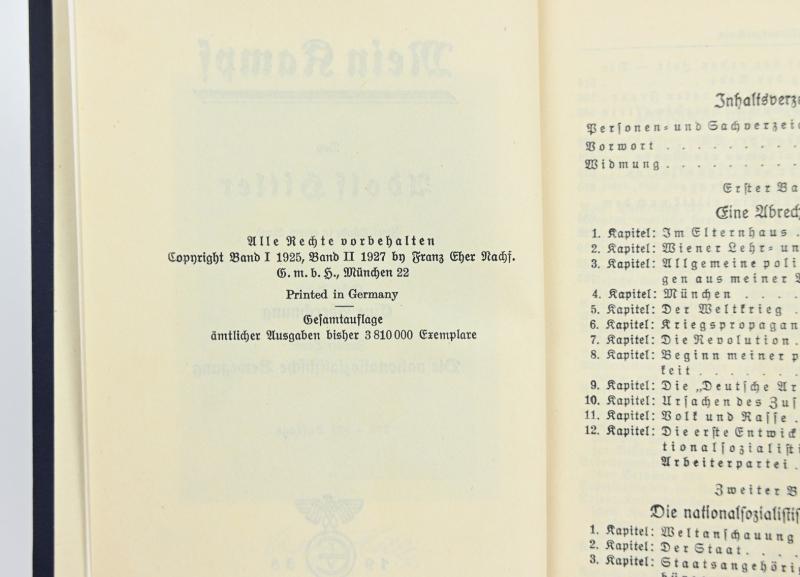 Alle Rechte vorbehalten
Copyright Band I 1925, Band II 1927 by Franz Eher Nachf.
G. m. b. H., München 22
Printed in Germany
Gesamtauflage
ämtlicher Ausgaben bisher 3 810 000 Exemplare
Inhaltsverze
Personen- und Sachverzei
Vorwort . . . . . . . .
Widmung . . . . . . . .
Erster Ba
Eine Abrech
1. Kapitel: Im Elternhaus .
2. Kapitel: Wiener Lehr- un
3. Kapitel: Allgemeine poli
gen aus meiner
4. Kapitel: München . . . .
5. Kapitel: Der Weltkrieg .
6. Kapitel: Kriegspropagan
7. Kapitel: Die Revolution .
8. Kapitel: Beginn meiner p
keit . . . . . . .
9. Kapitel: Die „Deutsche Ar
10. Kapitel: Ursachen des Zus
11. Kapitel: Volk und Rasse .
12. Kapitel: Die erste Entwick
tionalsozialisti
Arbeiterpartei .
Zweiter B
Die nationalsozialistis
1. Kapitel: Weltanschauung
2. Kapitel: Der Staat . . . .
3. Kapitel: Staatsangehörig